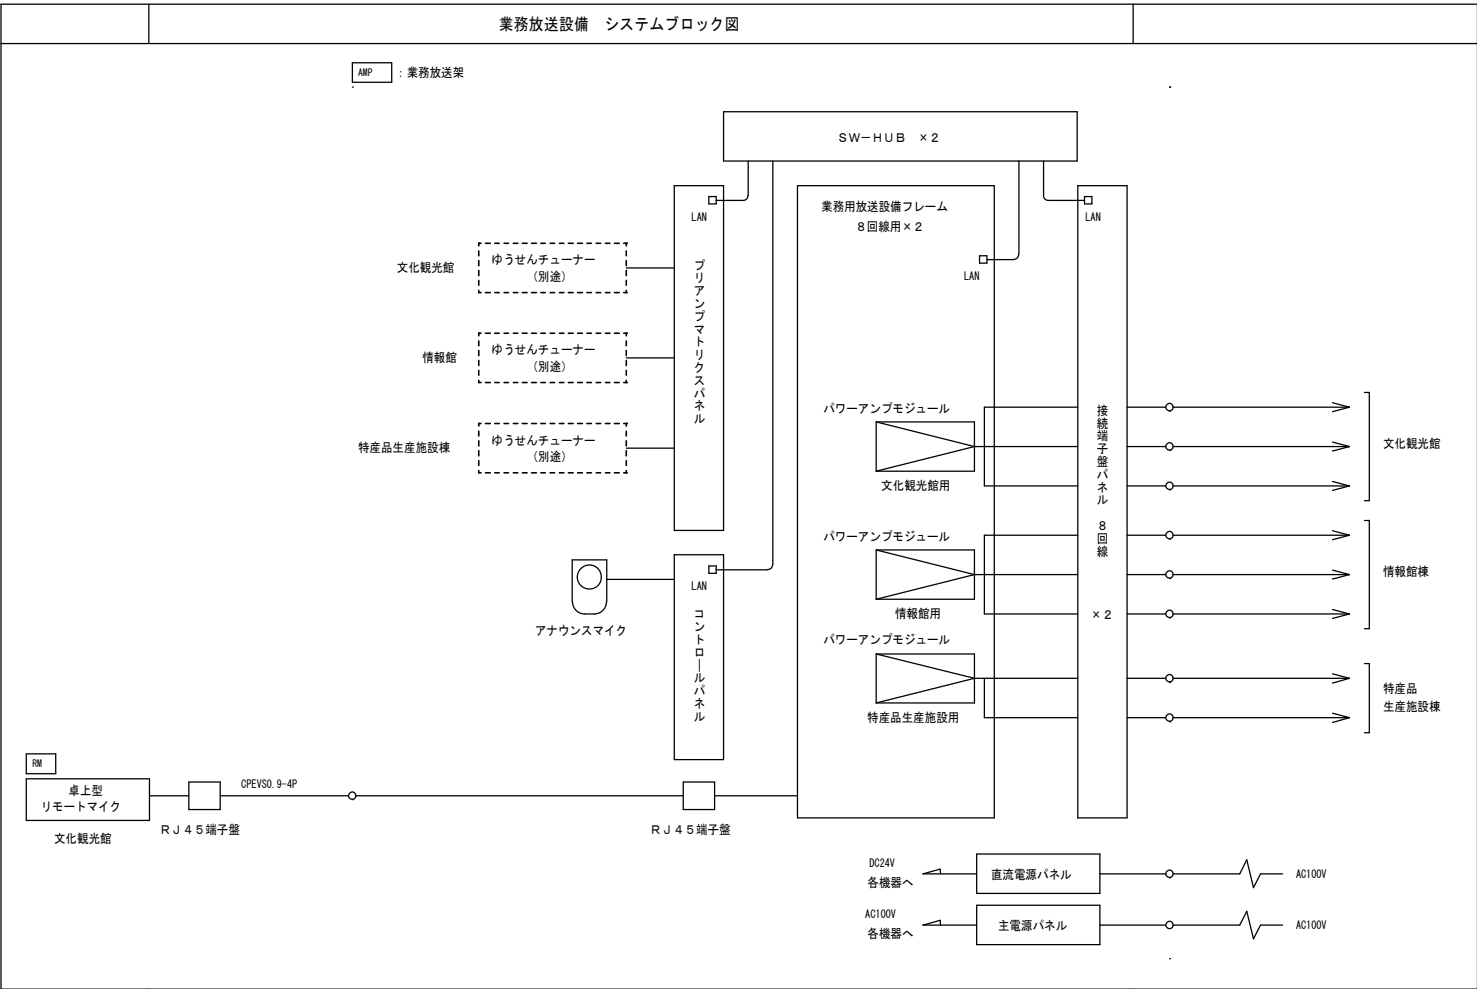 業務放送設備　システムブロック図
AMP ：業務放送架
ＳＷ－ＨＵＢ　×２
LAN
プリアンプマトリクスパネル
業務用放送設備フレーム
８回線用×２
LAN
LAN
接続端子盤パネル　８回線　×２
文化観光館
ゆうせんチューナー
（別途）
情報館
ゆうせんチューナー
（別途）
特産品生産施設棟
ゆうせんチューナー
（別途）
パワーアンプモジュール
文化観光館用
文化観光館
パワーアンプモジュール
情報館用
情報館棟
パワーアンプモジュール
特産品生産施設用
特産品
生産施設棟
アナウンスマイク
LAN
コントロールパネル
RM
卓上型
リモートマイク
文化観光館
ＲＪ４５端子盤
CPEVS0.9-4P
ＲＪ４５端子盤
DC24V
各機器へ
直流電源パネル
AC100V
AC100V
各機器へ
主電源パネル
AC100V